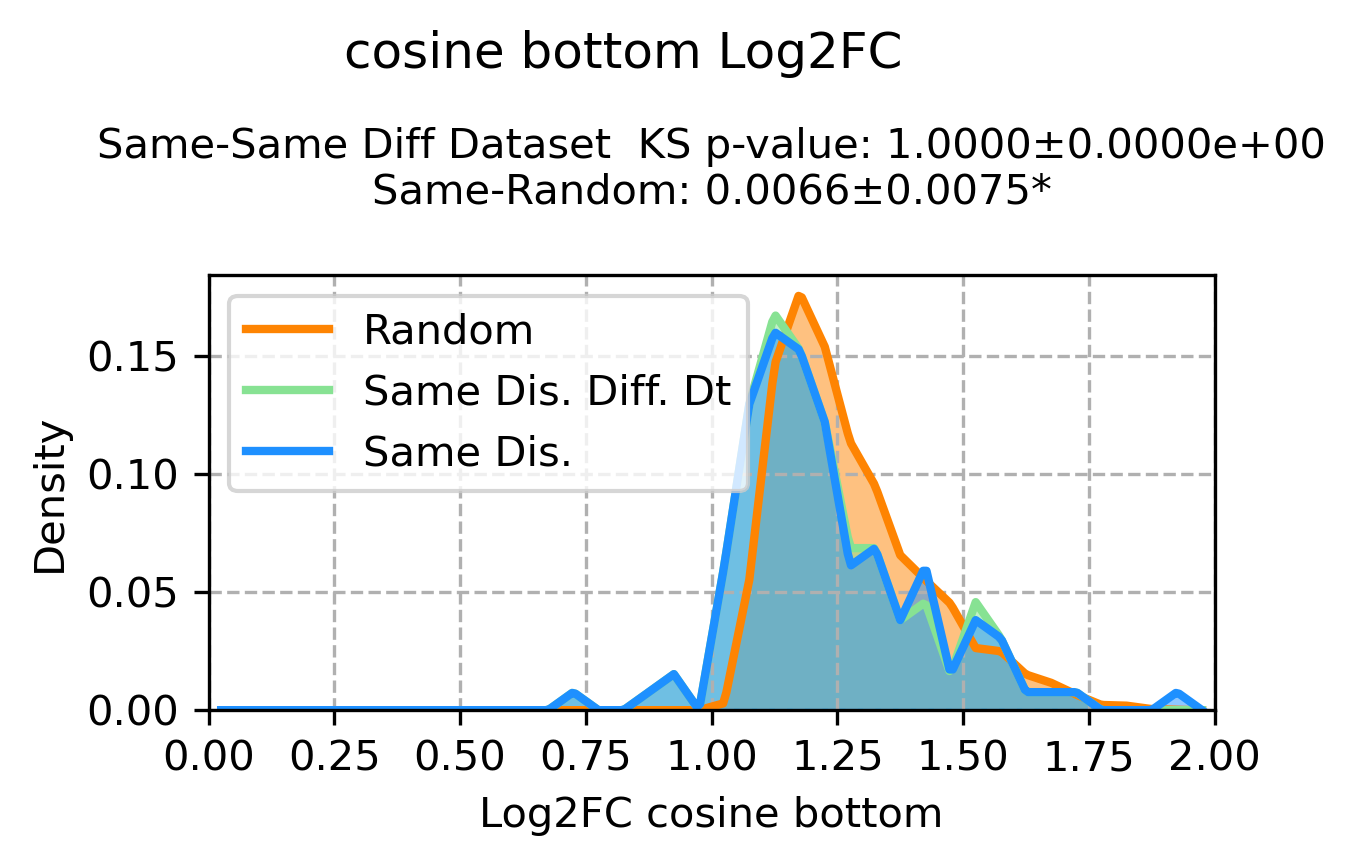 cosine bottom Log2FC
Same-Same Diff Dataset  KS p-value: 1.0000±0.0000e+00
Same-Random: 0.0066±0.0075*
Random
Same Dis. Diff. Dt
Same Dis.
Density
0.15
0.10
0.05
0.00
0.00 0.25 0.50 0.75 1.00 1.25 1.50 1.75 2.00
Log2FC cosine bottom